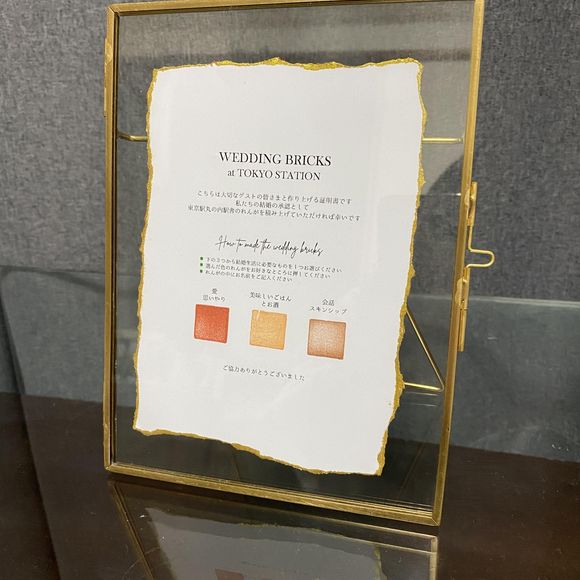 WEDDING BRICKS
at TOKYO STATION
こちらは大切なゲストの皆さまと作り上げる証明書です
私たちの結婚の承認として
東京駅丸の内駅舎のれんがを積み上げていただければ幸いです
How to made the wedding bricks
下の3つから結婚生活に必要なものを1つお選びください
選んだ色のれんがをお好きなところに押してください
れんがの中にお名前をご記入ください
愛
思いやり
美味しいごはん
とお酒
会話
スキンシップ
ご協力ありがとうございました